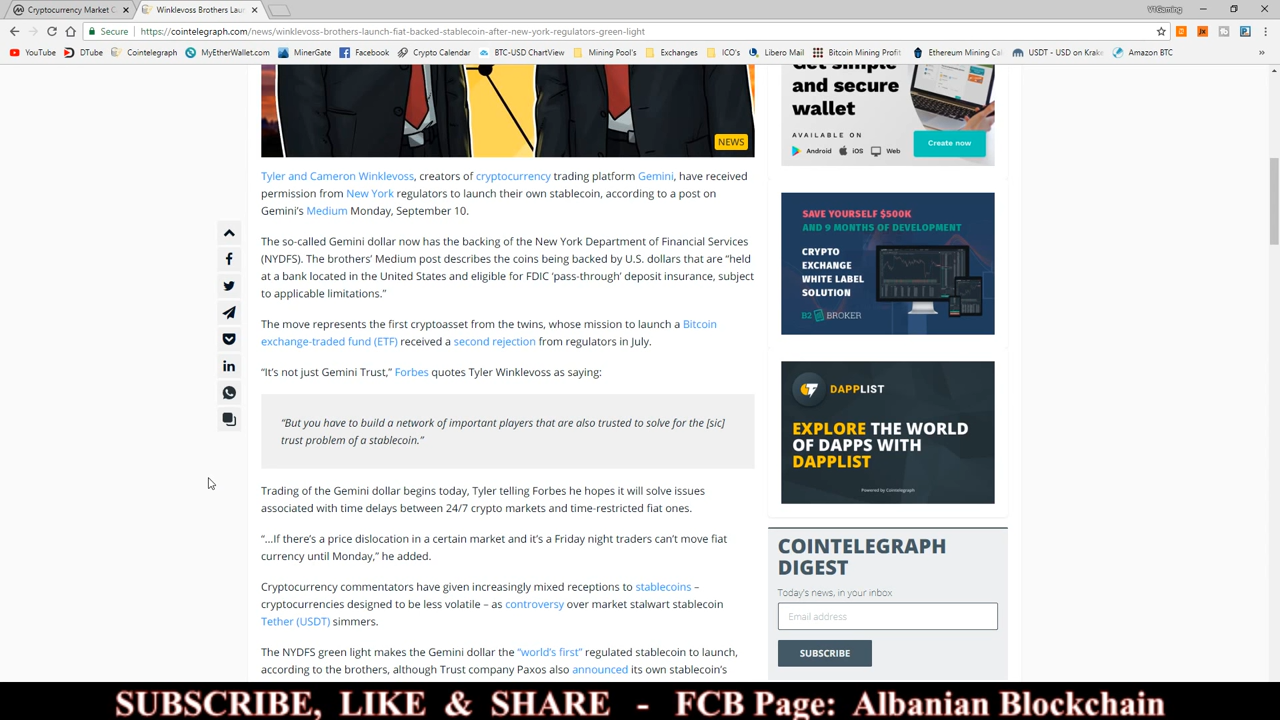 Cryptocurrency Market C
Winklevoss Brothers Lau
V1Gaming
Secure
https://cointelegraph.com/news/winklevoss-brothers-launch-fiat-backed-stablecoin-after-new-york-regulators-green-light
YouTube
DTube
Cointelegraph
MyEtherWallet.com
MinerGate
Facebook
Crypto Calendar
BTC-USD ChartView
Mining Pool's
Exchanges
ICO's
Libero Mail
Bitcoin Mining Profit
Ethereum Mining Cal
USDT - USD on Krake
Amazon BTC
NEWS
Tyler and Cameron Winklevoss, creators of cryptocurrency trading platform Gemini, have received
permission from New York regulators to launch their own stablecoin, according to a post on
Gemini's Medium Monday, September 10.
The so-called Gemini dollar now has the backing of the New York Department of Financial Services
(NYDFS). The brothers' Medium post describes the coins being backed by U.S. dollars that are "held
at a bank located in the United States and eligible for FDIC 'pass-through' deposit insurance, subject
to applicable limitations."
The move represents the first cryptoasset from the twins, whose mission to launch a Bitcoin
exchange-traded fund (ETF) received a second rejection from regulators in July.
"It's not just Gemini Trust," Forbes quotes Tyler Winklevoss as saying:
"But you have to build a network of important players that are also trusted to solve for the [sic]
trust problem of a stablecoin."
Trading of the Gemini dollar begins today, Tyler telling Forbes he hopes it will solve issues
associated with time delays between 24/7 crypto markets and time-restricted fiat ones.
"…If there's a price dislocation in a certain market and it's a Friday night traders can't move fiat
currency until Monday," he added.
Cryptocurrency commentators have given increasingly mixed receptions to stablecoins –
cryptocurrencies designed to be less volatile – as controversy over market stalwart stablecoin
Tether (USDT) simmers.
The NYDFS green light makes the Gemini dollar the "world's first" regulated stablecoin to launch,
according to the brothers, although Trust company Paxos also announced its own stablecoin's
Get simple
and secure
wallet
AVAILABLE ON
Android iOS Web
Create now
SAVE YOURSELF $500K
AND 9 MONTHS OF DEVELOPMENT
CRYPTO
EXCHANGE
WHITE LABEL
SOLUTION
B2 BROKER
DAPPLIST
EXPLORE THE WORLD
OF DAPPS WITH
DAPPLIST
Powered by Cointelegraph
COINTELEGRAPH
DIGEST
Today's news, in your inbox
Email address
SUBSCRIBE
SUBSCRIBE, LIKE & SHARE - FCB Page: Albanian Blockchain